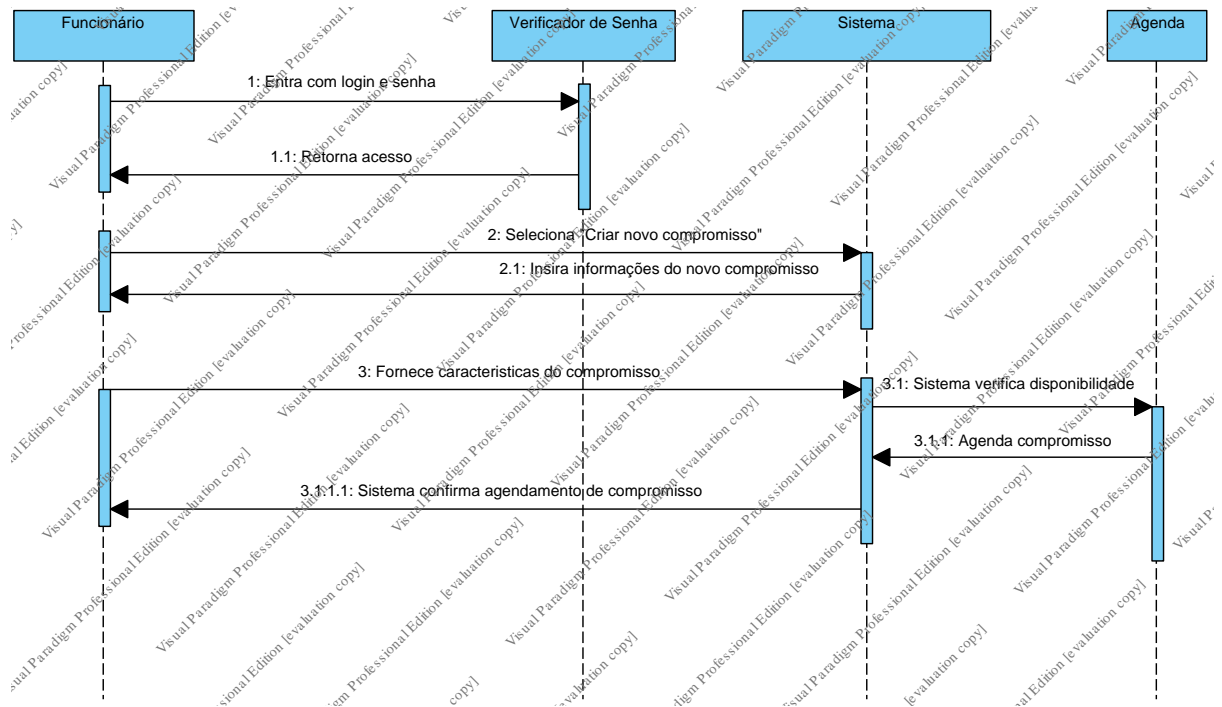 Funcionário
Verificador de Senha
Sistema
Agenda
1: Entra com login e senha
1.1: Retorna acesso
2: Seleciona "Criar novo compromisso"
2.1: Insira informações do novo compromisso
3: Fornece caracteristicas do compromisso
3.1: Sistema verifica disponibilidade
3.1.1: Agenda compromisso
3.1.1.1: Sistema confirma agendamento de compromisso
Visual Paradigm Professional Edition [evaluation copy]